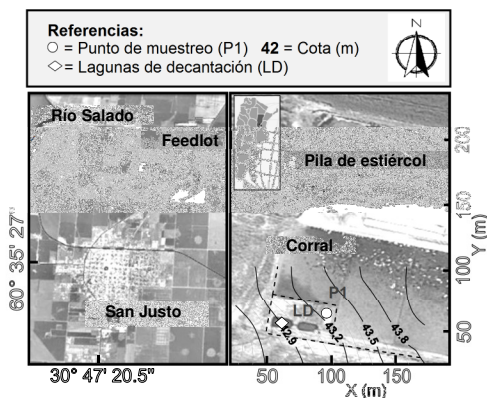 Referencias:
○ = Punto de muestreo (P1) 42 = Cota (m)
◇ = Lagunas de decantación (LD)
N
Río Salado
Feedlot
Pila de estiércol
Corral
San Justo
P1
LD
42.9
43.2
43.5
43.8
60° 35' 27"
30° 47' 20.5"
50
100
150
X (m)
200
150
100
50
Y (m)